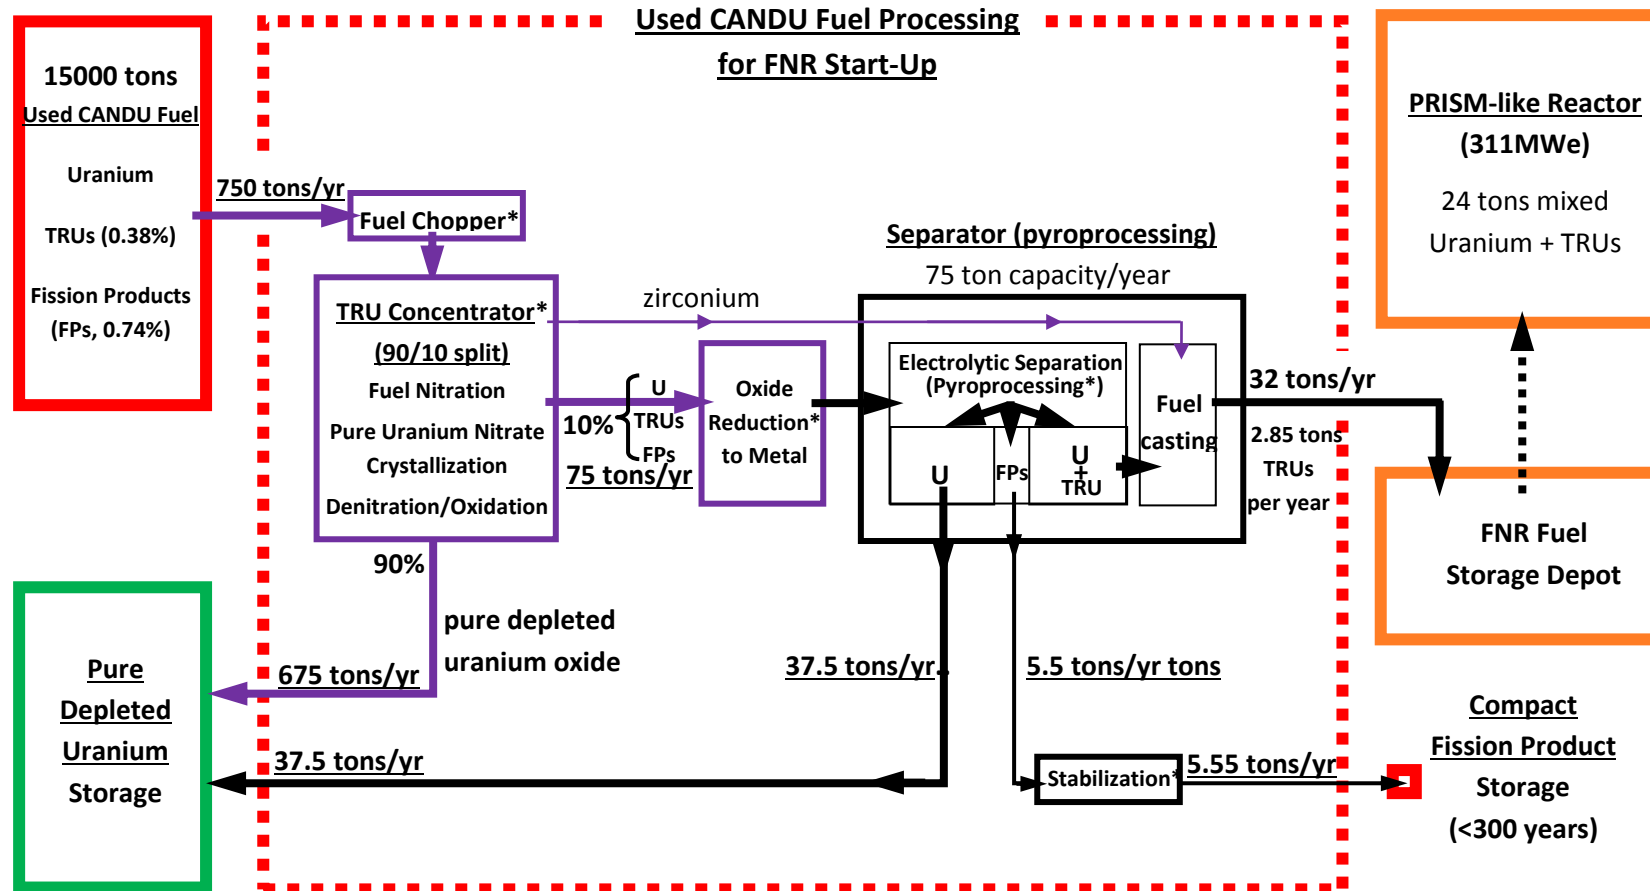 Used CANDU Fuel Processing
for FNR Start-Up
15000 tons
Used CANDU Fuel
Uranium
TRUs (0.38%)
Fission Products
(FPs, 0.74%)
750 tons/yr
Fuel Chopper*
TRU Concentrator*
(90/10 split)
Fuel Nitration
Pure Uranium Nitrate
Crystallization
Denitration/Oxidation
zirconium
10%
U
TRUs
FPs
75 tons/yr
Oxide
Reduction*
to Metal
Separator (pyroprocessing)
75 ton capacity/year
Electrolytic Separation
(Pyroprocessing*)
U
FPs
U
+
TRU
Fuel
casting
32 tons/yr
2.85 tons
TRUs
per year
PRISM-like Reactor
(311MWe)
24 tons mixed
Uranium + TRUs
FNR Fuel
Storage Depot
90%
pure depleted
uranium oxide
675 tons/yr
37.5 tons/yr.
5.5 tons/yr tons
Pure
Depleted
Uranium
Storage
37.5 tons/yr
Stabilization*
5.55 tons/yr
Compact
Fission Product
Storage
(<300 years)